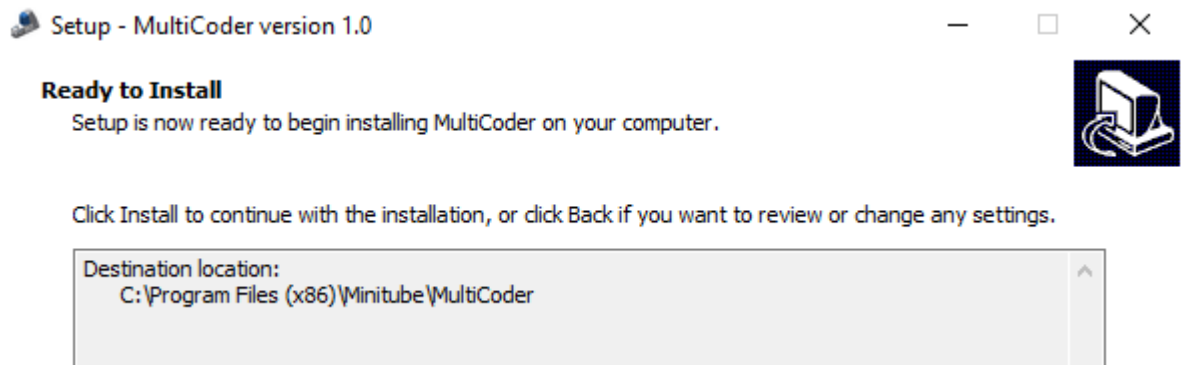 Setup - MultiCoder version 1.0
Ready to Install
Setup is now ready to begin installing MultiCoder on your computer.
Click Install to continue with the installation, or click Back if you want to review or change any settings.
Destination location:
C:\Program Files (x86)\Minitube\MultiCoder